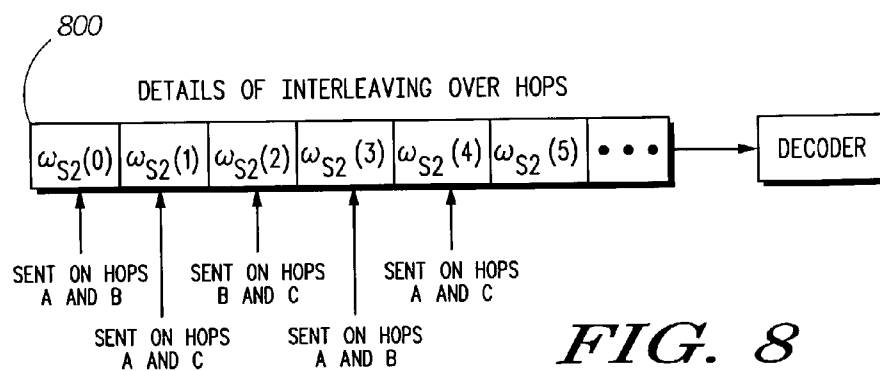 800
DETAILS OF INTERLEAVING OVER HOPS
ωS2(0) ωS2(1) ωS2(2) ωS2(3) ωS2(4) ωS2(5) ••• DECODER
SENT ON HOPS
A AND B
SENT ON HOPS
B AND C
SENT ON HOPS
A AND C
SENT ON HOPS
A AND C
SENT ON HOPS
A AND B
FIG. 8